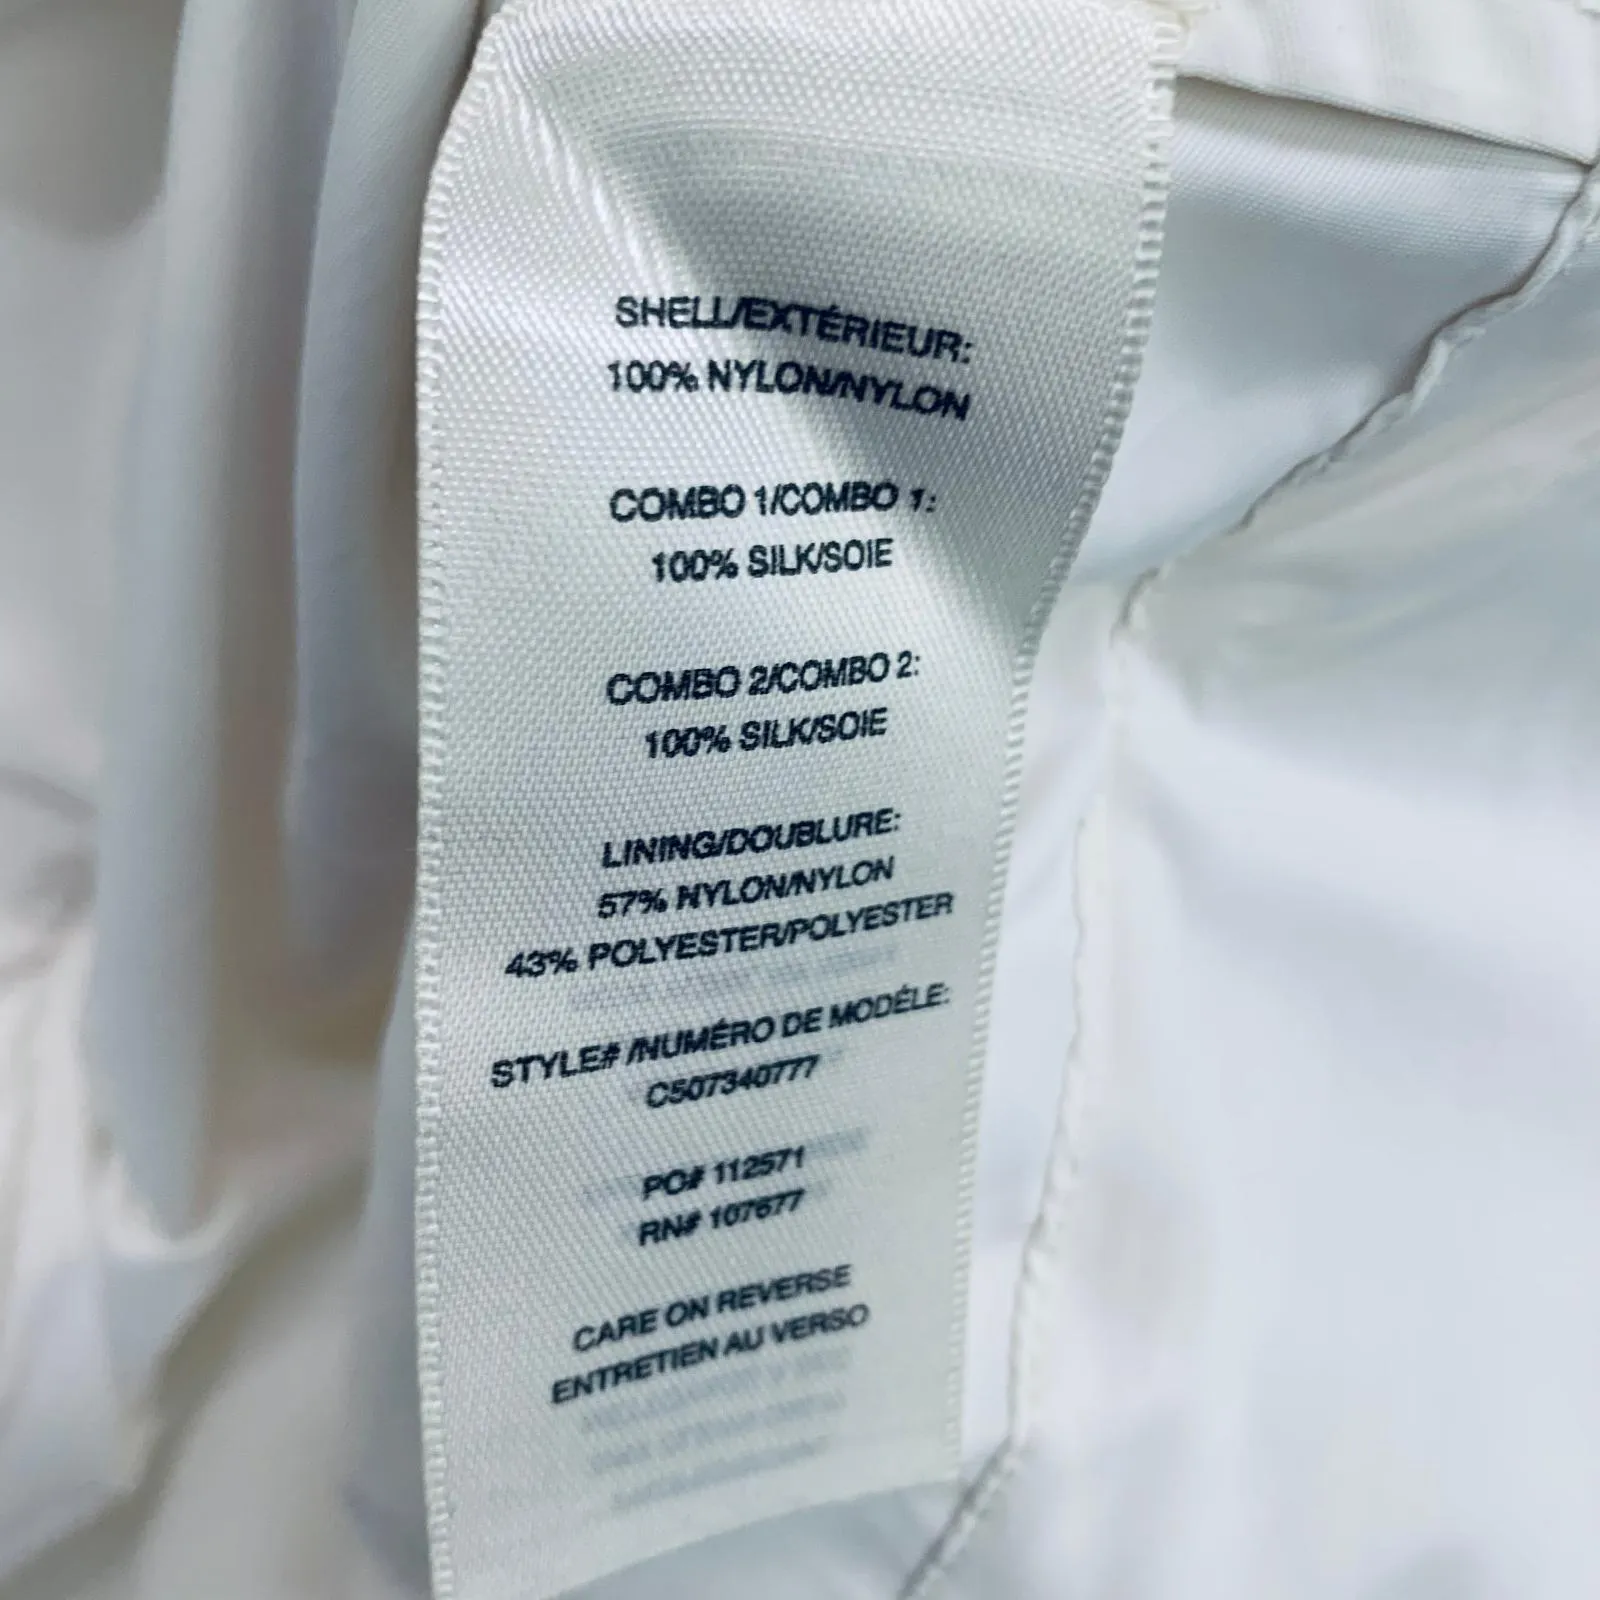 SHELL/EXTÉRIEUR:
100% NYLON/NYLON
COMBO 1/COMBO 1:
100% SILK/SOIE
COMBO 2/COMBO 2:
100% SILK/SOIE
LINING/DOUBLURE:
57% NYLON/NYLON
43% POLYESTER/POLYESTER
STYLE# /NUMÉRO DE MODÉLE:
C507340777
PO# 112571
RN# 107677
CARE ON REVERSE
ENTRETIEN AU VERSO